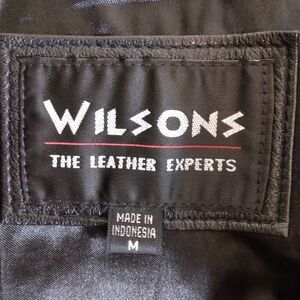 WILSONS
THE LEATHER EXPERTS
MADE IN
INDONESIA
M